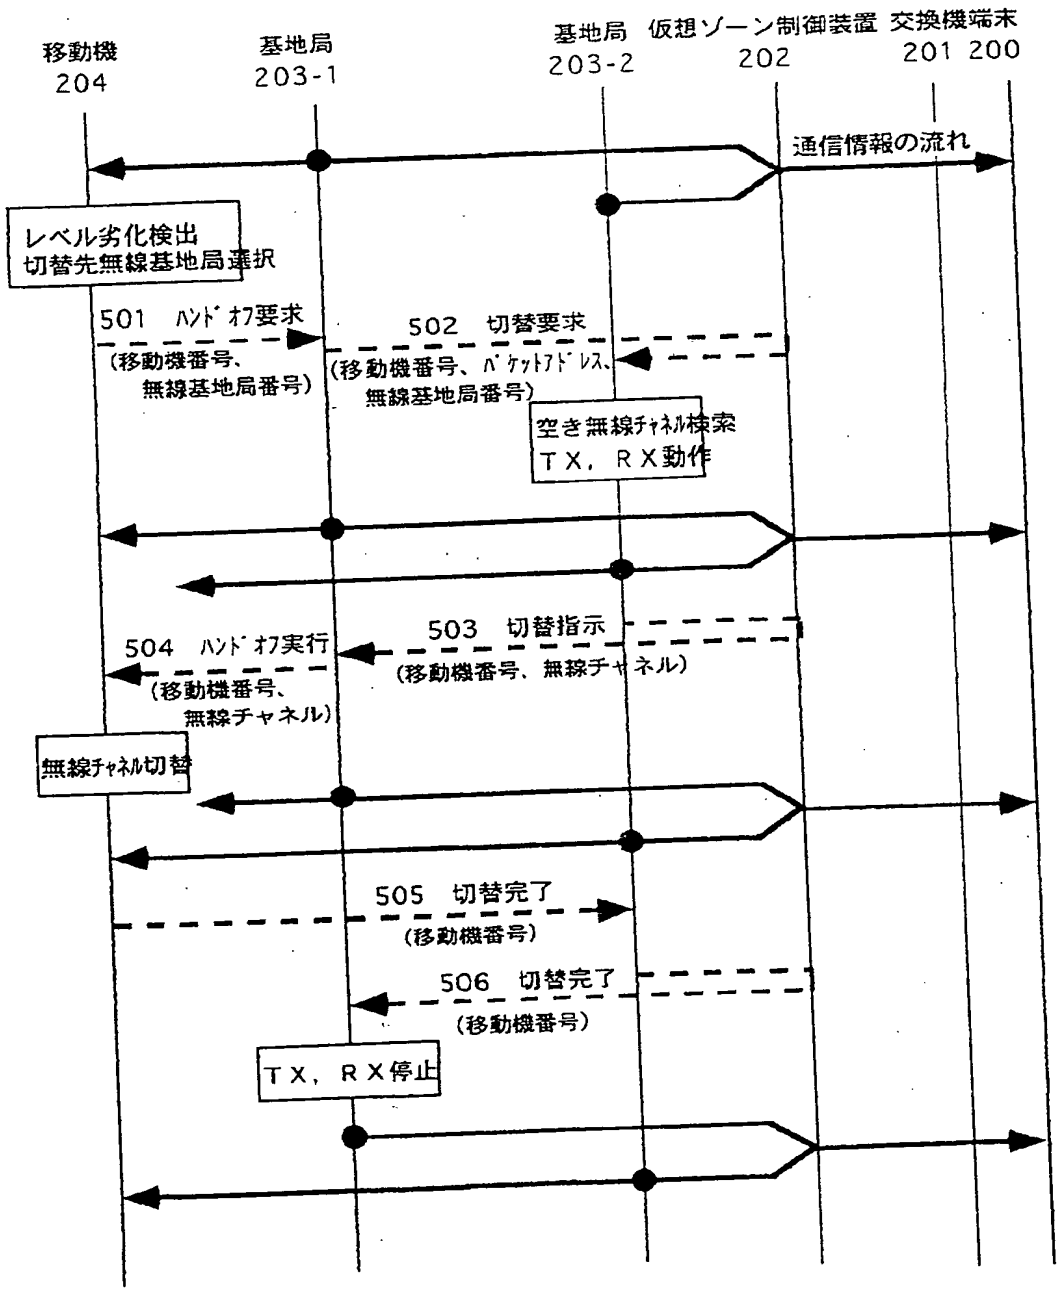 移動機
204
基地局
203-1
基地局
203-2
仮想ゾーン制御装置
202
交換機端末
201 200
通信情報の流れ
レベル劣化検出
切替先無線基地局選択
501 ハンドオフ要求
(移動機番号、
無線基地局番号)
502 切替要求
(移動機番号、パケットアドレス、
無線基地局番号)
空き無線チャネル検索
TX, RX動作
503 切替指示
(移動機番号、無線チャネル)
504 ハンドオフ実行
(移動機番号、
無線チャネル)
無線チャネル切替
505 切替完了
(移動機番号)
506 切替完了
(移動機番号)
TX, RX停止